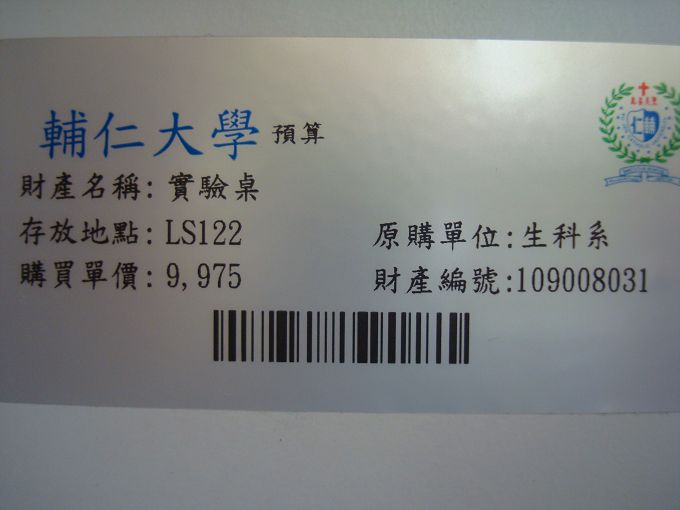 輔仁大學 預算
財產名稱: 實驗桌
存放地點: LS122 原購單位:生科系
購買單價: 9,975 財產編號:109008031